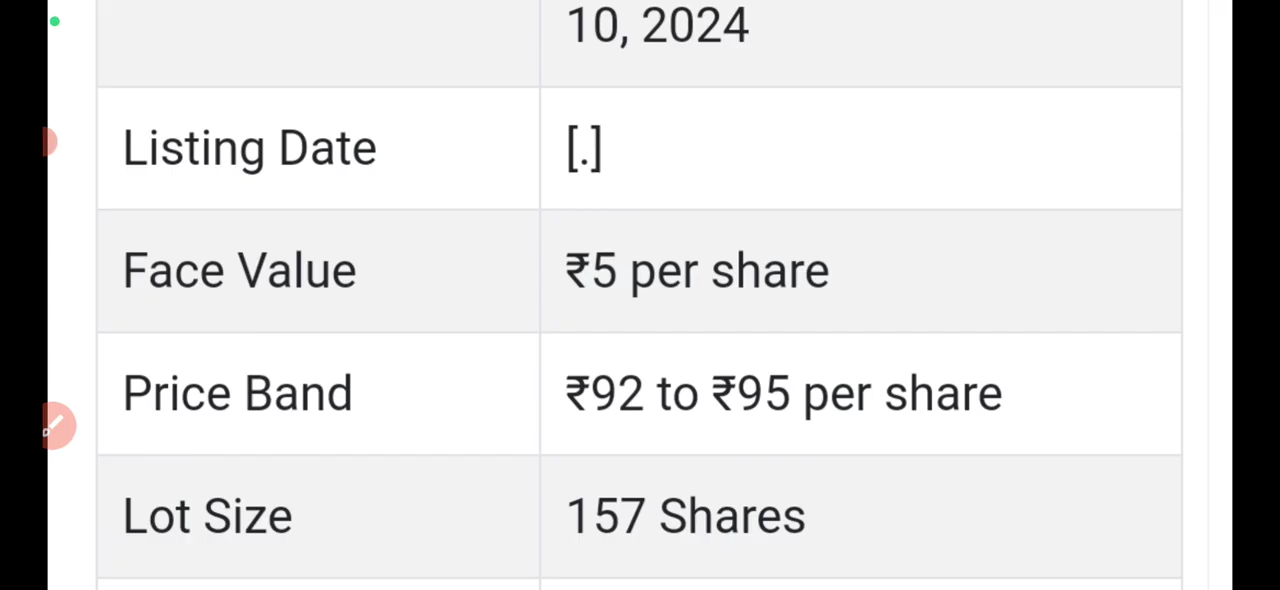 10, 2024
Listing Date [.]
Face Value ₹5 per share
Price Band ₹92 to ₹95 per share
Lot Size 157 Shares